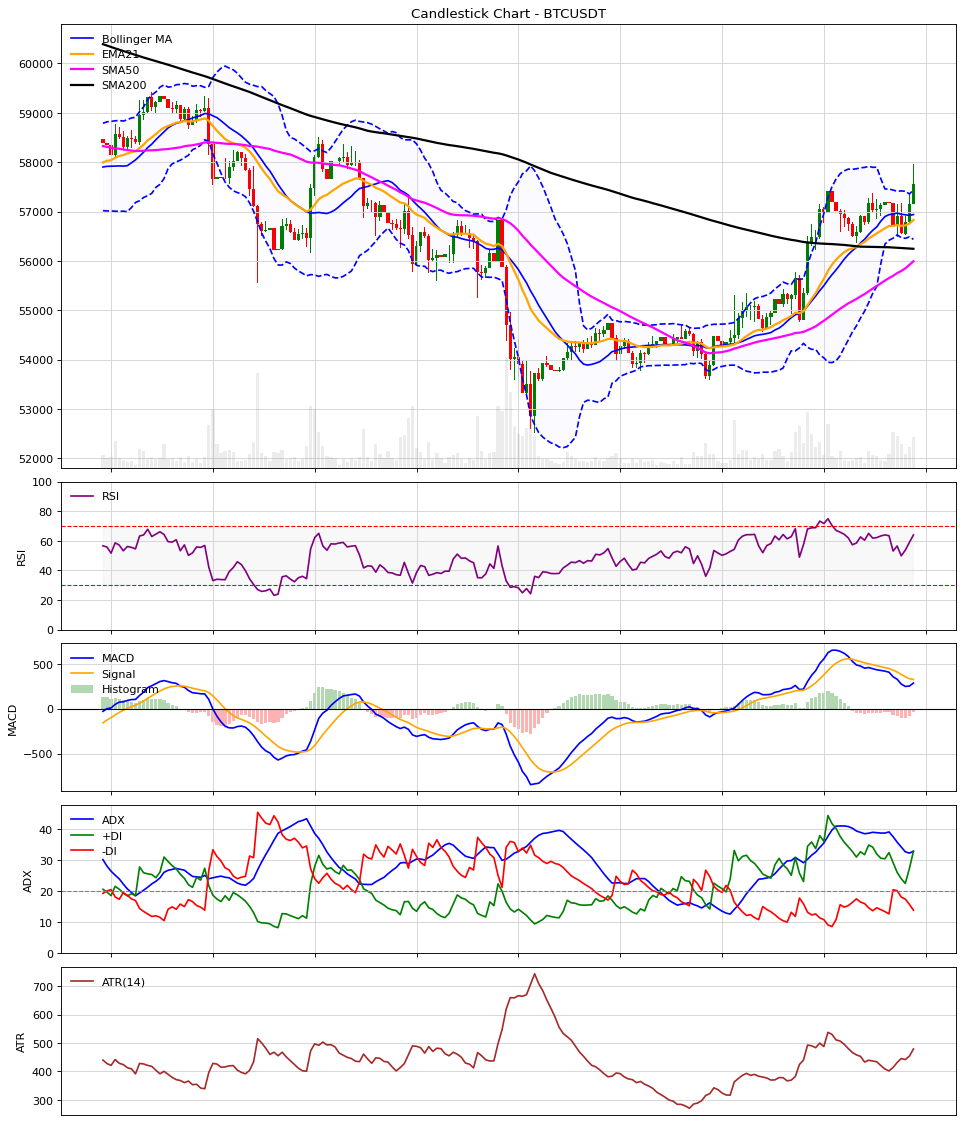 Candlestick Chart - BTCUSDT
Bollinger MA
EMA21
SMA50
SMA200
60000
59000
58000
57000
56000
55000
54000
53000
52000
RSI
RSI
100
80
60
40
20
0
MACD
Signal
Histogram
MACD
500
0
−500
ADX
+DI
-DI
ADX
40
30
20
10
0
ATR(14)
ATR
700
600
500
400
300